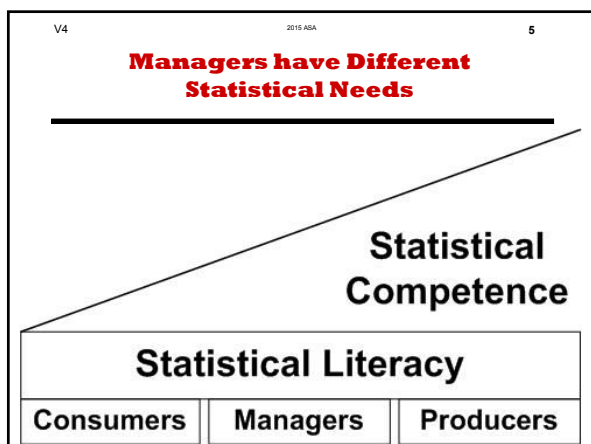 V4 2015 ASA 5
Managers have Different
Statistical Needs
Statistical
Competence
Statistical Literacy
Consumers Managers Producers